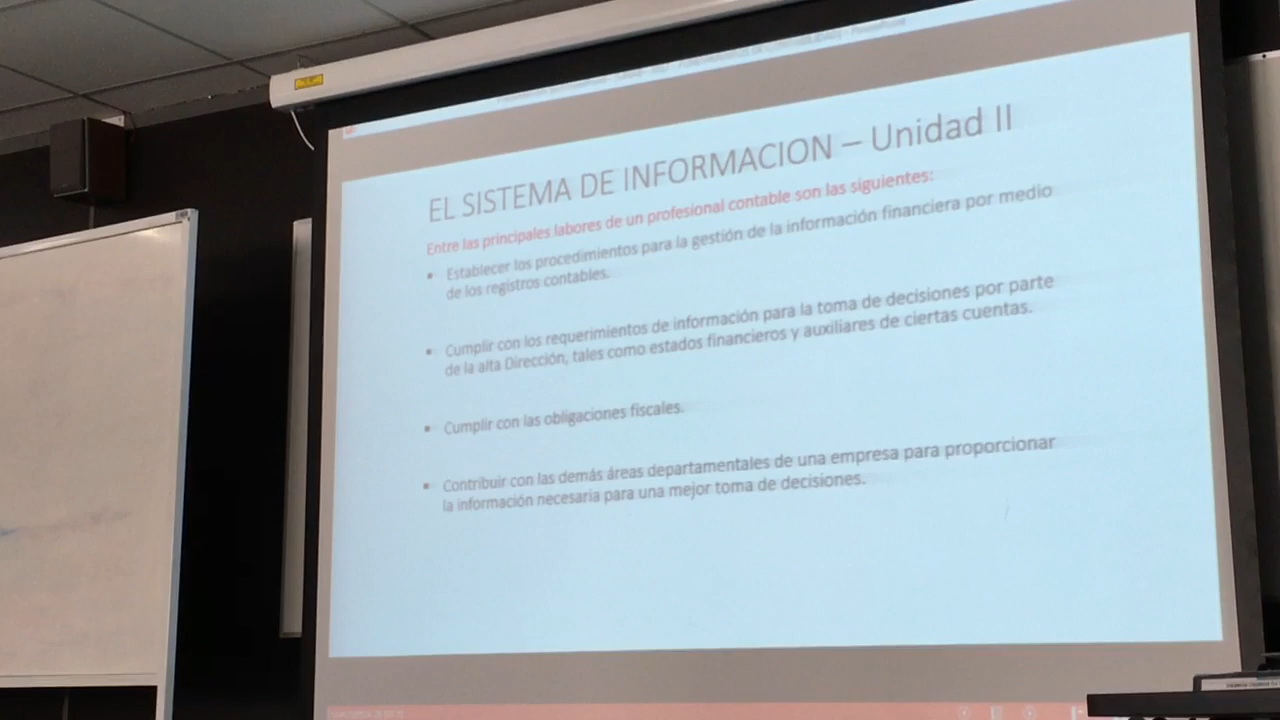 EL SISTEMA DE INFORMACION – Unidad II
Entre las principales labores de un profesional contable son las siguientes:
▪ Establecer los procedimientos para la gestión de la información financiera por medio
de los registros contables.
▪ Cumplir con los requerimientos de información para la toma de decisiones por parte
de la alta Dirección, tales como estados financieros y auxiliares de ciertas cuentas.
▪ Cumplir con las obligaciones fiscales.
▪ Contribuir con las demás áreas departamentales de una empresa para proporcionar
la información necesaria para una mejor toma de decisiones.